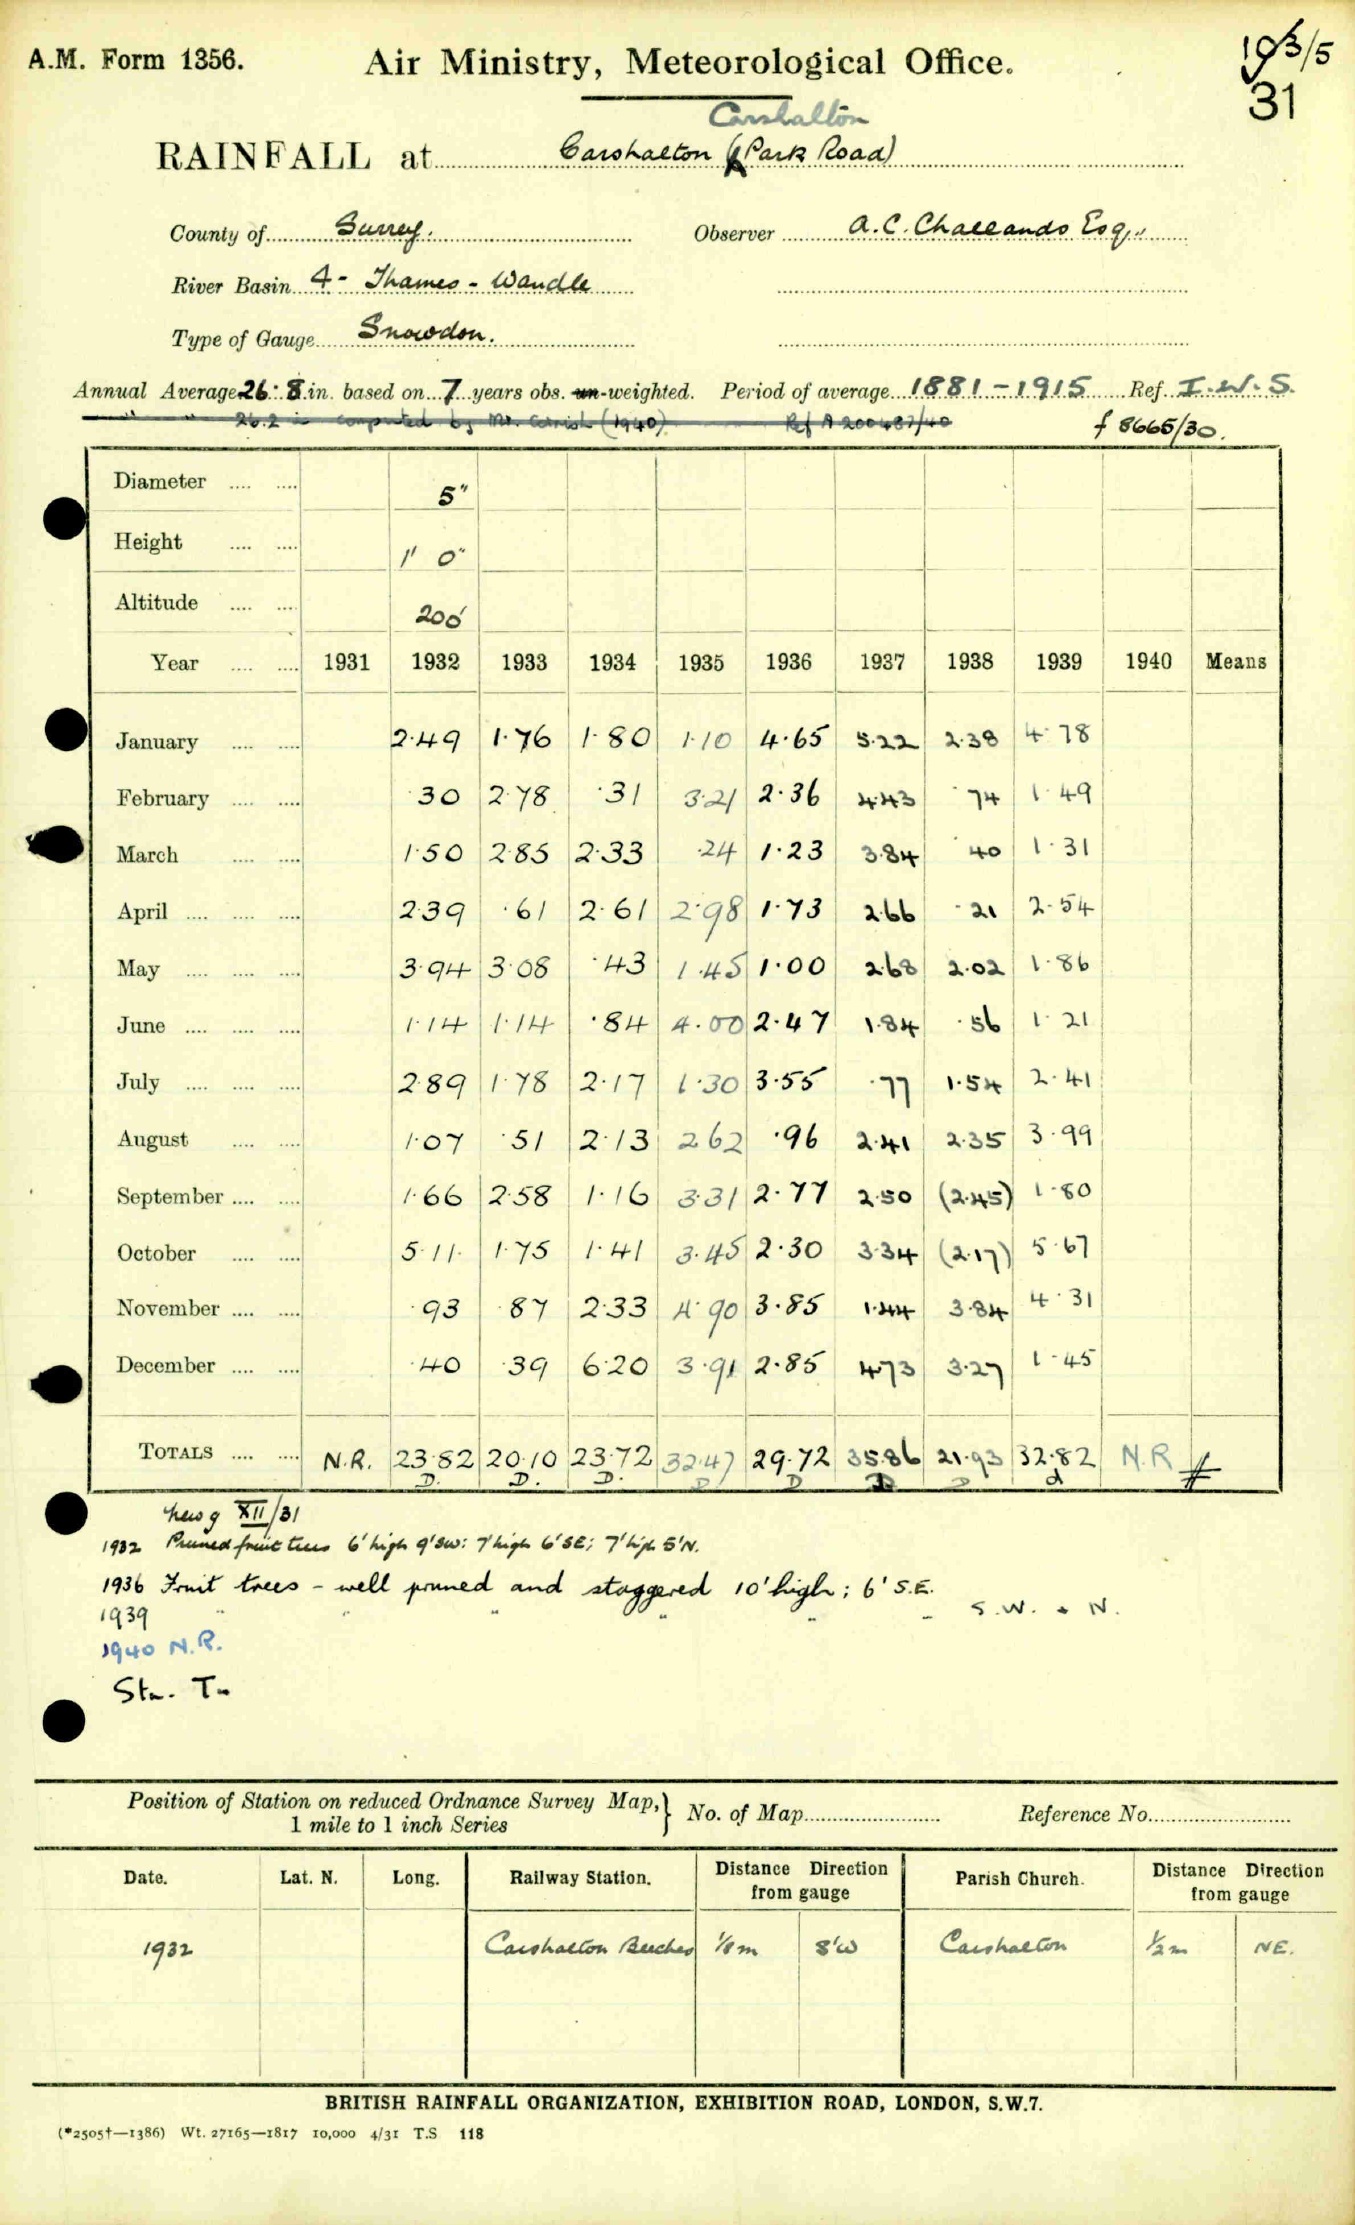 A.M. Form 1356.
Air Ministry, Meteorological Office.
193/5
31
Carshalton
RAINFALL at Carshalton (Park Road)
County of Surrey.
Observer A. C. Challands Esq.,
River Basin 4 - Thames - Wandle
Type of Gauge Snowdon.
Annual Average 26.8 in. based on 7 years obs. un-weighted. Period of average 1881-1915 Ref. I.W.S.
" " 26.2 in computed by Mr. (1940) Ref A 200487/40
f 8665/30.
Diameter .... .... 5"
Height .... .... 1' 0"
Altitude .... .... 200'
Year .... .... 1931 1932 1933 1934 1935 1936 1937 1938 1939 1940 Means
January .... .... 2.49 1.76 1.80 1.10 4.65 5.22 2.38 4.78
February .... .... .30 2.78 .31 3.21 2.36 4.43 .74 1.49
March .... .... 1.50 2.85 2.33 .24 1.23 3.84 .40 1.31
April .... .... .... 2.39 .61 2.61 2.98 1.73 2.66 .21 2.54
May .... .... .... 3.94 3.08 .43 1.45 1.00 2.68 2.02 1.86
June .... .... .... 1.14 1.14 .84 4.00 2.47 1.84 .56 1.21
July .... .... .... 2.89 1.78 2.17 1.30 3.55 .77 1.54 2.41
August .... .... 1.07 .51 2.13 2.62 .96 2.41 2.35 3.99
September .... .... 1.66 2.58 1.16 3.31 2.77 2.50 (2.45) 1.80
October .... .... 5.11 1.75 1.41 3.45 2.30 3.34 (2.17) 5.67
November .... .... .93 .87 2.33 4.90 3.85 1.44 3.84 4.31
December .... .... .40 .39 6.20 3.91 2.85 4.73 3.27 1.45
TOTALS .... .... N.R. 23.82 20.10 23.72 32.47 29.72 35.86 21.93 32.82 N.R
D. D. D. D D D D d
new g XII/31
1932 Pruned fruit trees 6' high 9' SW: 7' high 6' SE; 7' high 5' N.
1936 Fruit trees - well pruned and staggered 10' high; 6' S.E.
1939 " " " " " S.W. + N.
1940 N.R.
Stn. T-
Position of Station on reduced Ordnance Survey Map, } No. of Map Reference No.
1 mile to 1 inch Series
Date. Lat. N. Long. Railway Station. Distance Direction from gauge Parish Church. Distance Direction from gauge
1932 Carshalton Beeches 1/8 m S'W Carshalton 1/2 m NE.
BRITISH RAINFALL ORGANIZATION, EXHIBITION ROAD, LONDON, S.W.7.
(*2505†—1386) Wt. 27165—1817 10,000 4/31 T.S 118